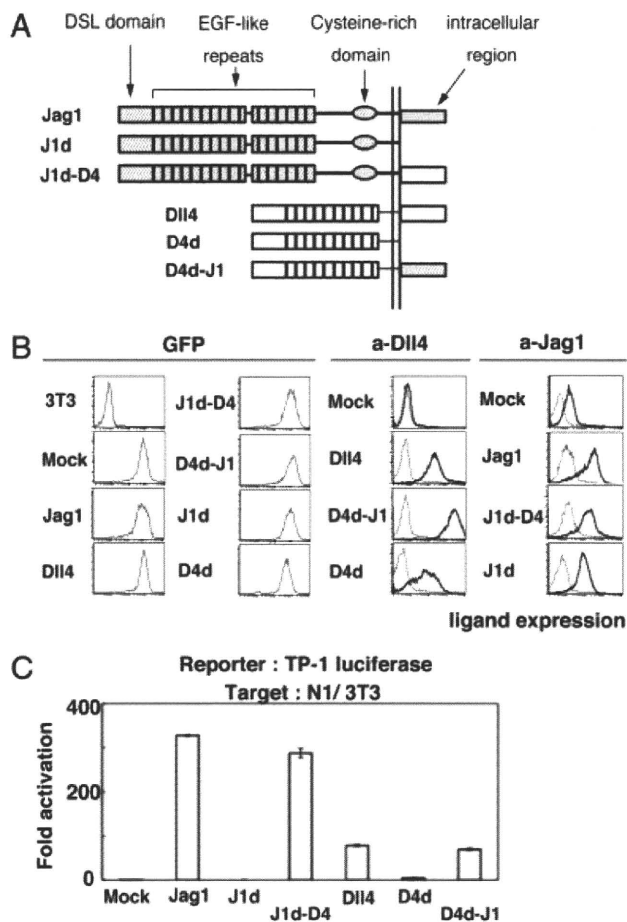 A
DSL domain
EGF-like
repeats
Cysteine-rich
domain
intracellular
region
Jag1
J1d
J1d-D4
Dll4
D4d
D4d-J1
B
GFP
a-Dll4
a-Jag1
3T3
J1d-D4
Mock
Mock
Mock
D4d-J1
Dll4
Jag1
Jag1
J1d
D4d-J1
J1d-D4
Dll4
D4d
D4d
J1d
ligand expression
C
Reporter : TP-1 luciferase
Target : N1/ 3T3
Fold activation
400
200
0
Mock
Jag1
J1d
J1d-D4
Dll4
D4d
D4d-J1